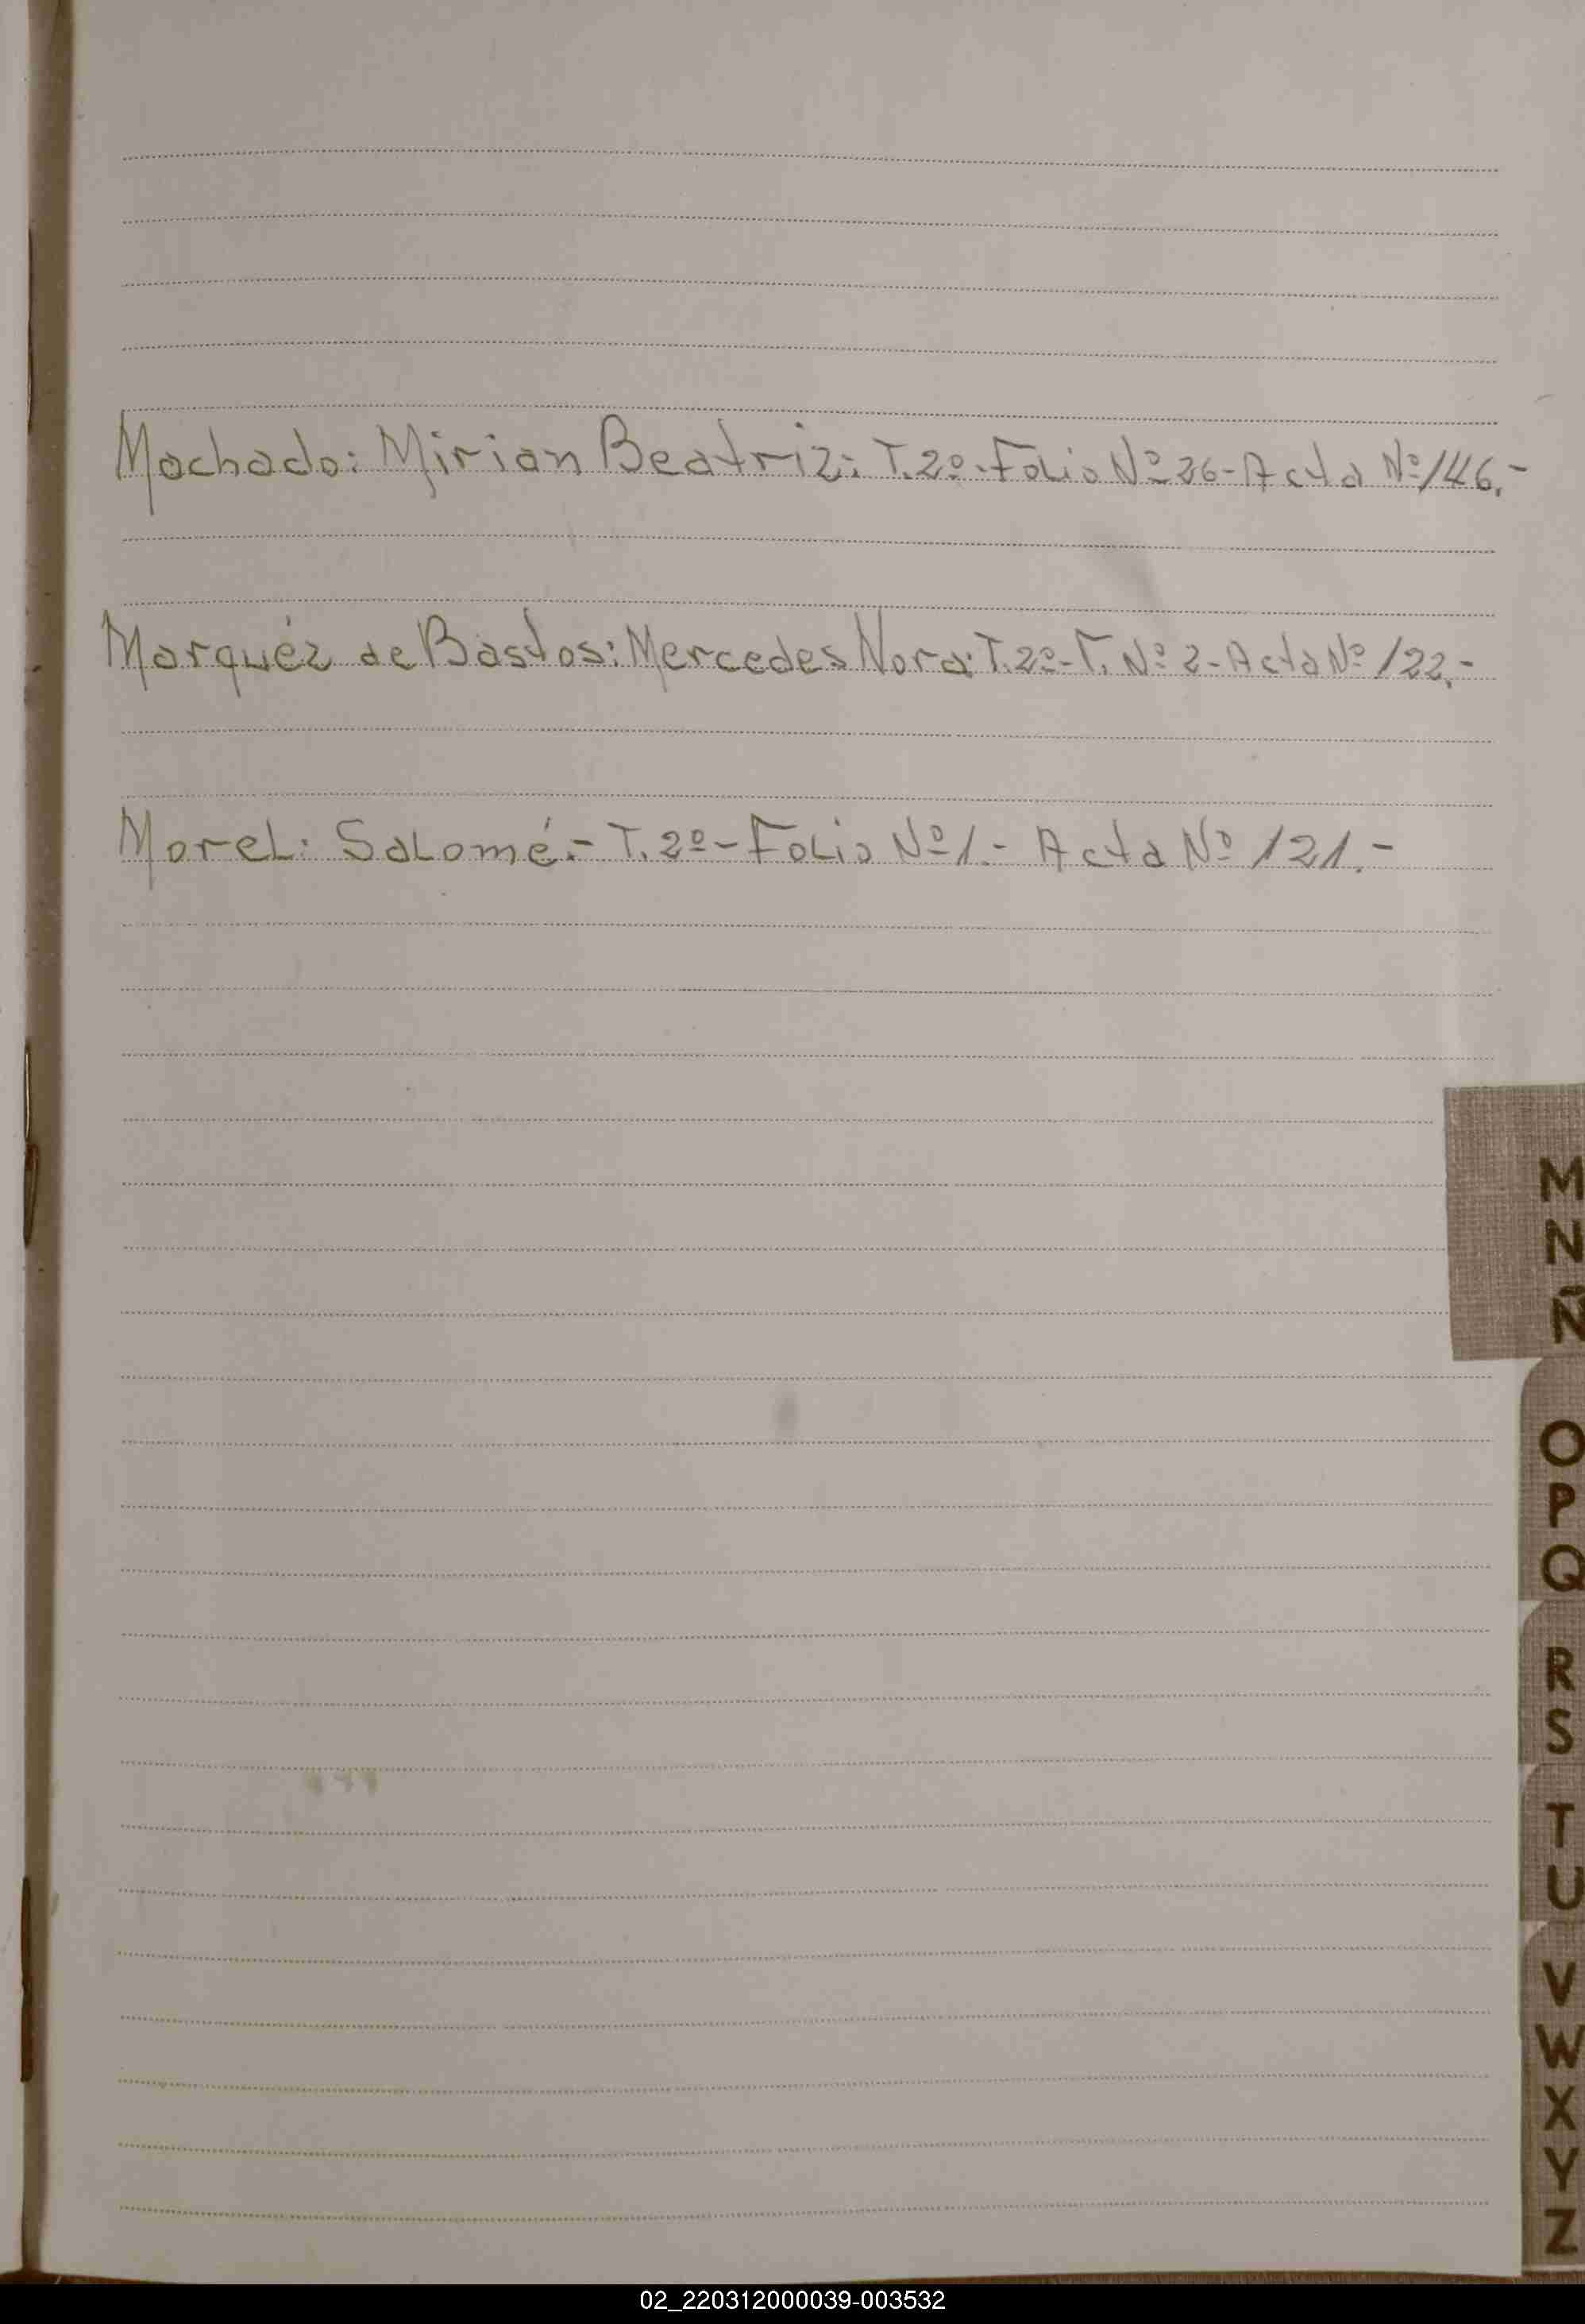 Machado: Mirian Beatriz: T.2º-Folio Nº 26-Acta Nº 146.-
Marquéz de Bastos: Mercedes Nora: T.2º-F. Nº 2-Acta Nº 122.-
Morel: Salomé.- T.2º-Folio Nº 1.- Acta Nº 121.-
M
N
Ñ
O
P
Q
R
S
T
U
V
W
X
Y
Z
02_220312000039-003532